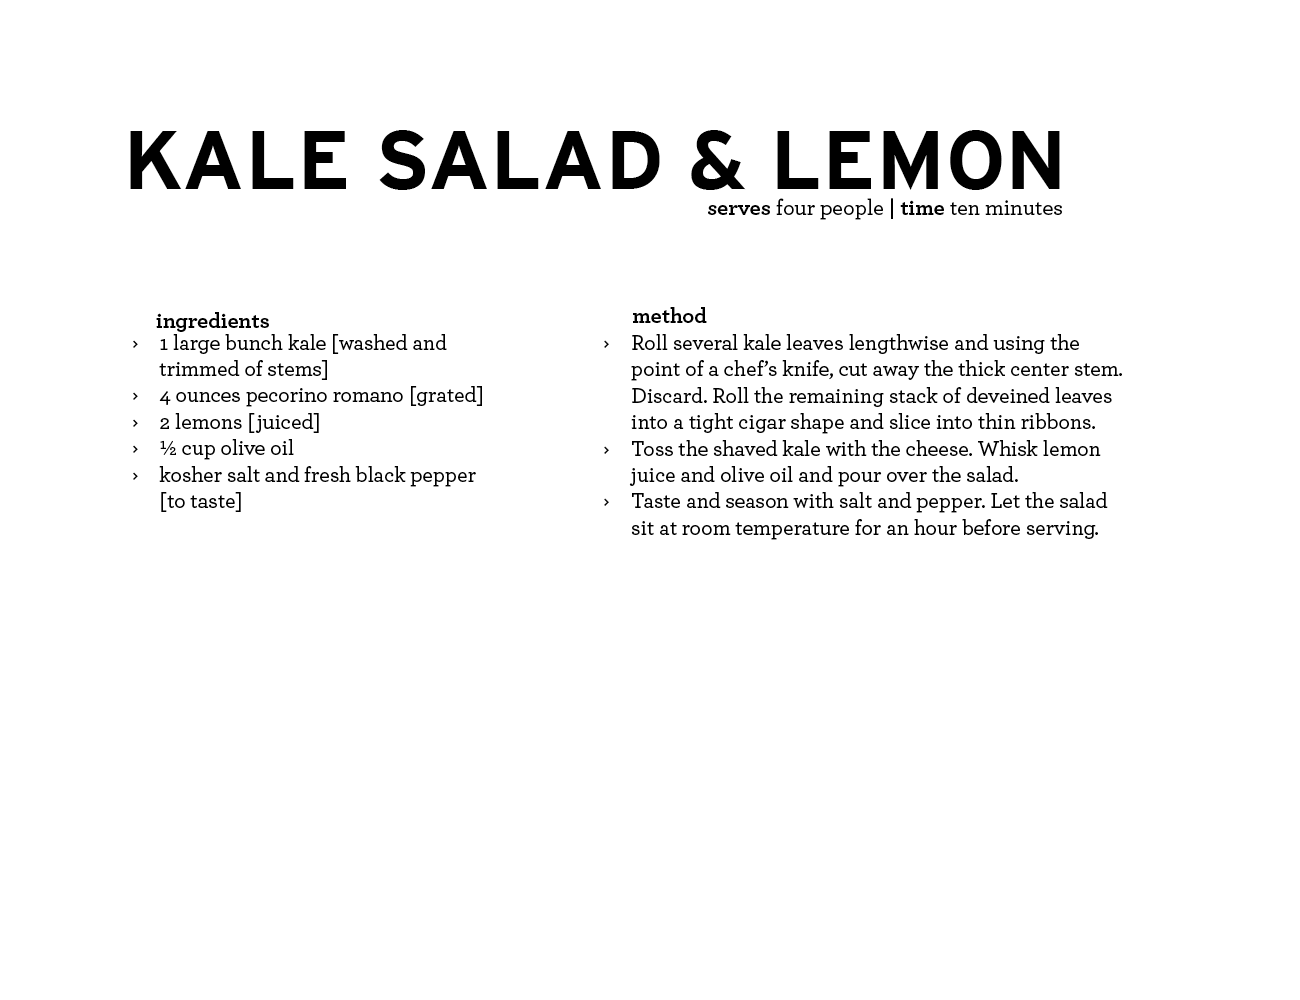 KALE SALAD & LEMON
serves four people | time ten minutes
ingredients
› 1 large bunch kale [washed and
trimmed of stems]
› 4 ounces pecorino romano [grated]
› 2 lemons [juiced]
› ½ cup olive oil
› kosher salt and fresh black pepper
[to taste]
method
› Roll several kale leaves lengthwise and using the
point of a chef’s knife, cut away the thick center stem.
Discard. Roll the remaining stack of deveined leaves
into a tight cigar shape and slice into thin ribbons.
› Toss the shaved kale with the cheese. Whisk lemon
juice and olive oil and pour over the salad.
› Taste and season with salt and pepper. Let the salad
sit at room temperature for an hour before serving.